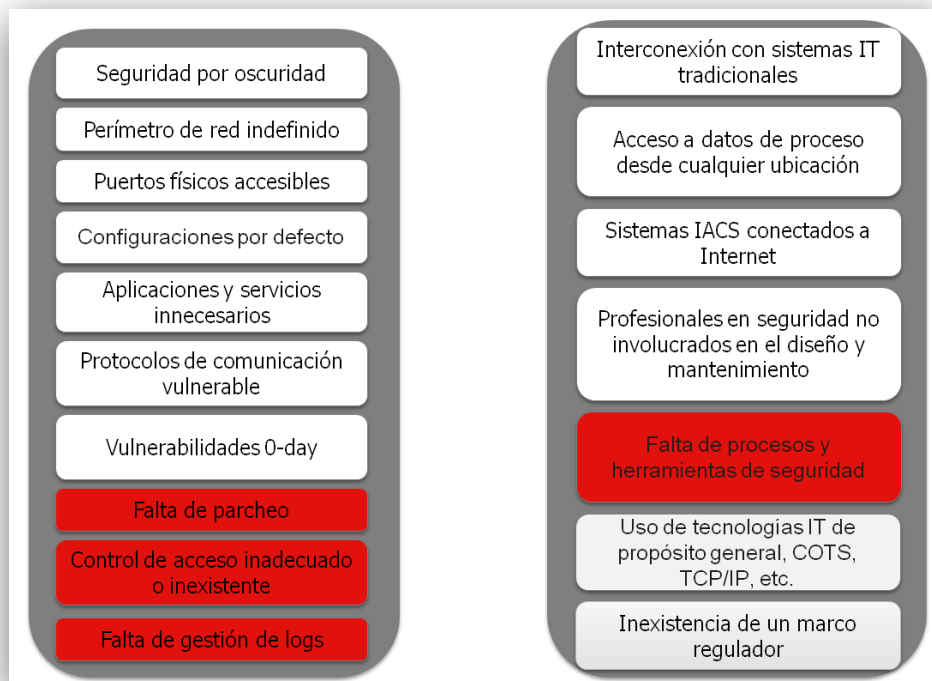 Seguridad por oscuridad
Perímetro de red indefinido
Puertos físicos accesibles
Configuraciones por defecto
Aplicaciones y servicios
innecesarios
Protocolos de comunicación
vulnerable
Vulnerabilidades 0-day
Falta de parcheo
Control de acceso inadecuado
o inexistente
Falta de gestión de logs
Interconexión con sistemas IT
tradicionales
Acceso a datos de proceso
desde cualquier ubicación
Sistemas IACS conectados a
Internet
Profesionales en seguridad no
involucrados en el diseño y
mantenimiento
Falta de procesos y
herramientas de seguridad
Uso de tecnologías IT de
propósito general, COTS,
TCP/IP, etc.
Inexistencia de un marco
regulador